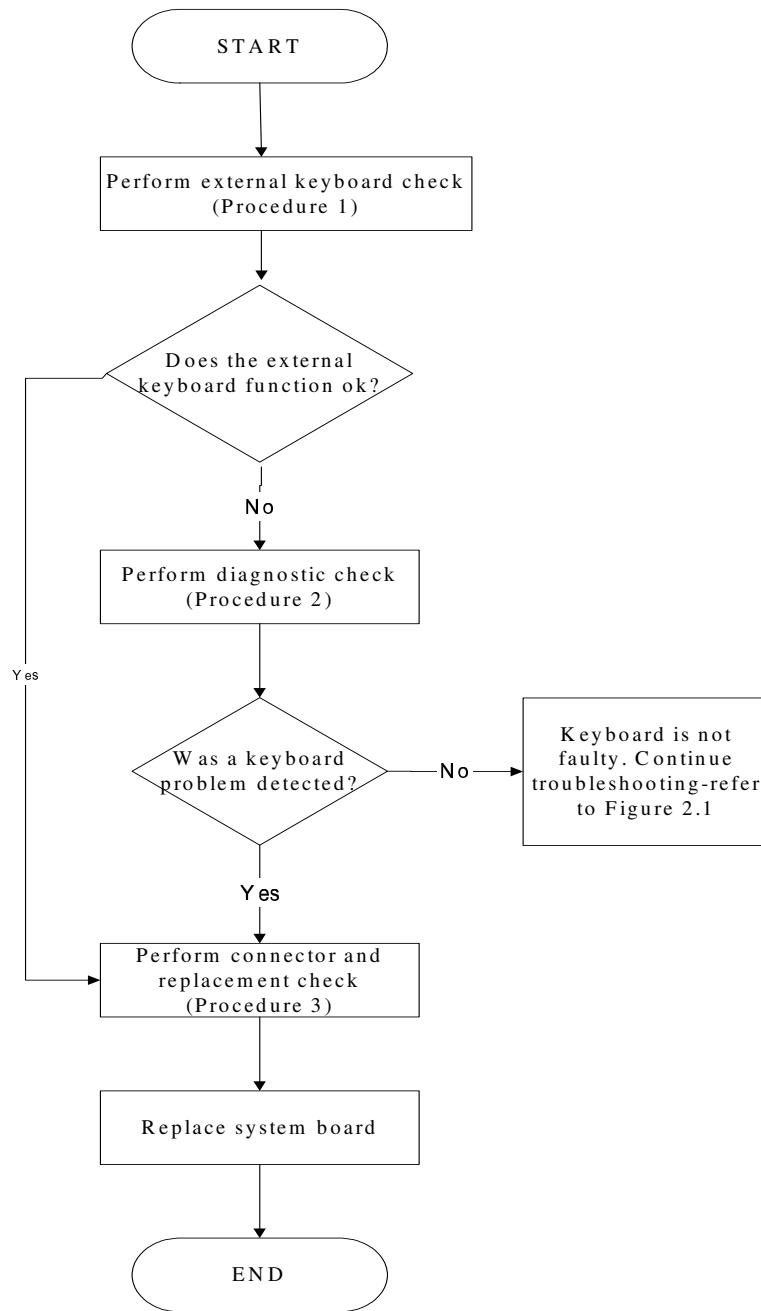 START
Perform external keyboard check
(Procedure 1)
Does the external
keyboard function ok?
No
Perform diagnostic check
(Procedure 2)
Yes
Was a keyboard
problem detected?
No
Keyboard is not
faulty. Continue
troubleshooting-refer
to Figure 2.1
Yes
Perform connector and
replacement check
(Procedure 3)
Replace system board
END